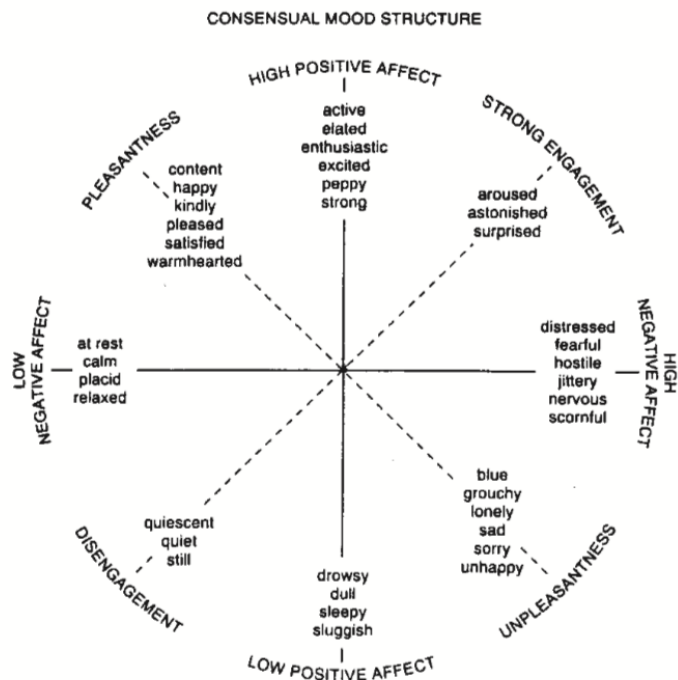 CONSENSUAL MOOD STRUCTURE
HIGH POSITIVE AFFECT
active
elated
enthusiastic
excited
peppy
strong
STRONG ENGAGEMENT
aroused
astonished
surprised
PLEASANTNESS
content
happy
kindly
pleased
satisfied
warmhearted
LOW
NEGATIVE AFFECT
at rest
calm
placid
relaxed
distressed
fearful
hostile
jittery
nervous
scornful
HIGH
NEGATIVE AFFECT
DISENGAGEMENT
quiescent
quiet
still
blue
grouchy
lonely
sad
sorry
unhappy
UNPLEASANTNESS
drowsy
dull
sleepy
sluggish
LOW POSITIVE AFFECT